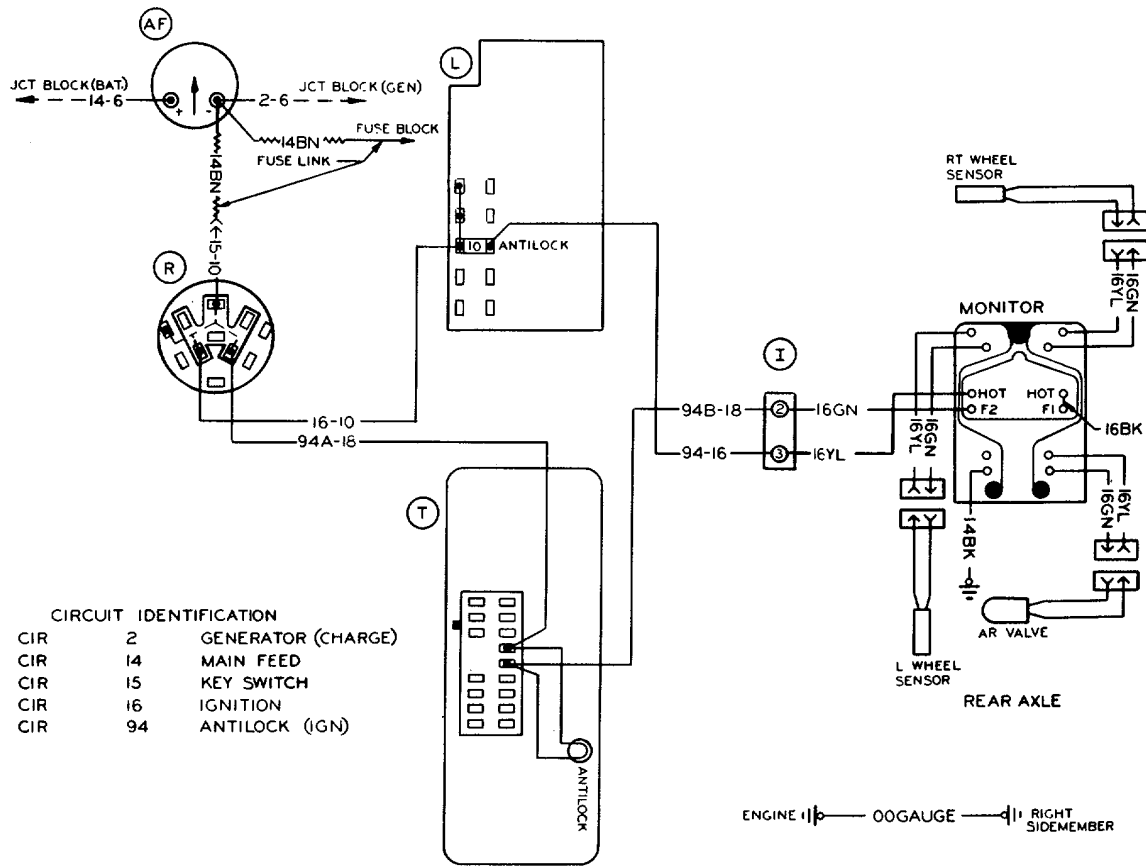 AF
JCT BLOCK(BAT.)
14-6
+
-
2-6
JCT BLOCK(GEN)
14BN
FUSE BLOCK
FUSE LINK
14BN
15-10
R
L
10
ANTILOCK
RT WHEEL
SENSOR
16YL
16GN
MONITOR
I
HOT
HOT
F2
F1
16BK
94B-18
2
16GN
94-16
3
16YL
16YL
16GN
16GN
16YL
14BK
16-10
94A-18
T
ANTILOCK
L WHEEL
SENSOR
AR VALVE
REAR AXLE
CIRCUIT IDENTIFICATION
CIR 2 GENERATOR (CHARGE)
CIR 14 MAIN FEED
CIR 15 KEY SWITCH
CIR 16 IGNITION
CIR 94 ANTILOCK (IGN)
ENGINE
00GAUGE
RIGHT
SIDEMEMBER